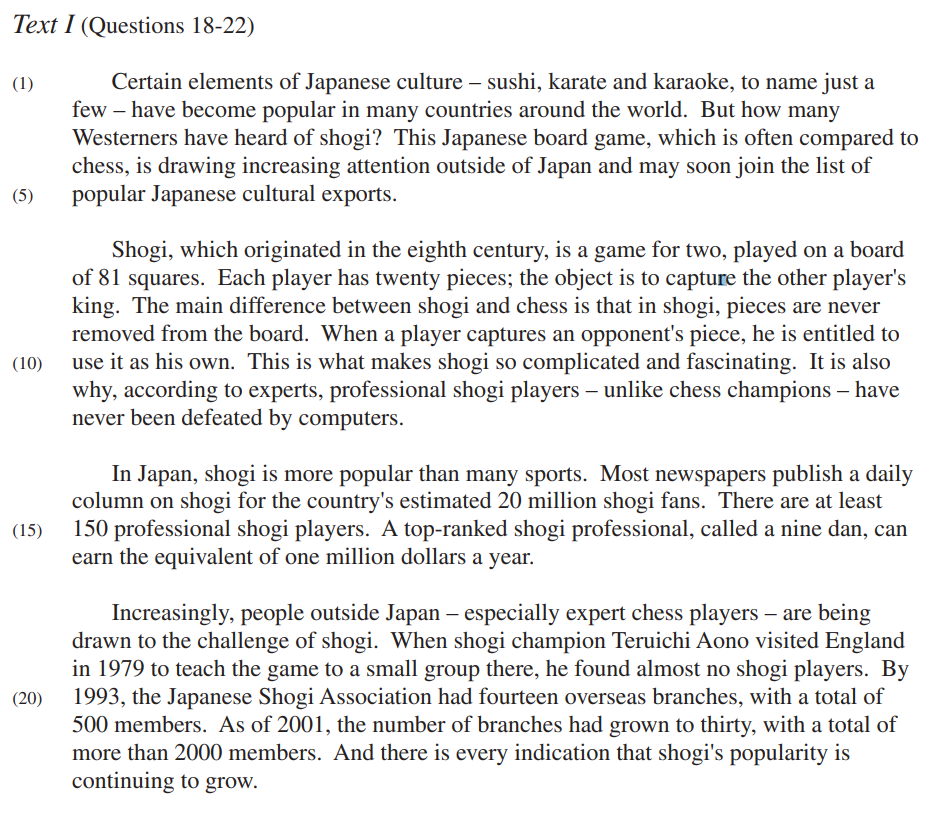 Text I (Questions 18-22)
(1) Certain elements of Japanese culture – sushi, karate and karaoke, to name just a
few – have become popular in many countries around the world. But how many
Westerners have heard of shogi? This Japanese board game, which is often compared to
chess, is drawing increasing attention outside of Japan and may soon join the list of
(5) popular Japanese cultural exports.
Shogi, which originated in the eighth century, is a game for two, played on a board
of 81 squares. Each player has twenty pieces; the object is to capture the other player's
king. The main difference between shogi and chess is that in shogi, pieces are never
removed from the board. When a player captures an opponent's piece, he is entitled to
(10) use it as his own. This is what makes shogi so complicated and fascinating. It is also
why, according to experts, professional shogi players – unlike chess champions – have
never been defeated by computers.
In Japan, shogi is more popular than many sports. Most newspapers publish a daily
column on shogi for the country's estimated 20 million shogi fans. There are at least
(15) 150 professional shogi players. A top-ranked shogi professional, called a nine dan, can
earn the equivalent of one million dollars a year.
Increasingly, people outside Japan – especially expert chess players – are being
drawn to the challenge of shogi. When shogi champion Teruichi Aono visited England
in 1979 to teach the game to a small group there, he found almost no shogi players. By
(20) 1993, the Japanese Shogi Association had fourteen overseas branches, with a total of
500 members. As of 2001, the number of branches had grown to thirty, with a total of
more than 2000 members. And there is every indication that shogi's popularity is
continuing to grow.